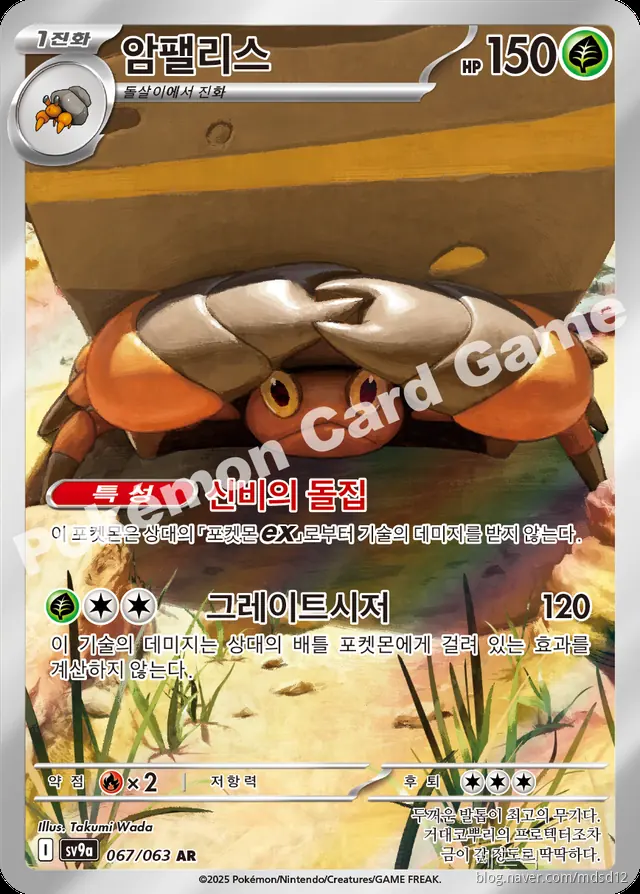 1진화 암팰리스 HP 150
돌살이에서 진화
특성 신비의 돌집
이 포켓몬은 상대의 「포켓몬 ex」로부터 기술의 데미지를 받지 않는다.
그레이트시저 120
이 기술의 데미지는 상대의 배틀 포켓몬에게 걸려 있는 효과를
계산하지 않는다.
약점 ×2 저항력 후퇴
Illus. Takumi Wada
I sv9a 067/063 AR
두꺼운 발톱이 최고의 무기다.
거대코뿌리의 프로텍터조차
금이 갈 정도로 딱딱하다.
©2025 Pokémon/Nintendo/Creatures/GAME FREAK.
Pokémon Card Game
blog.naver.com/mdsd12